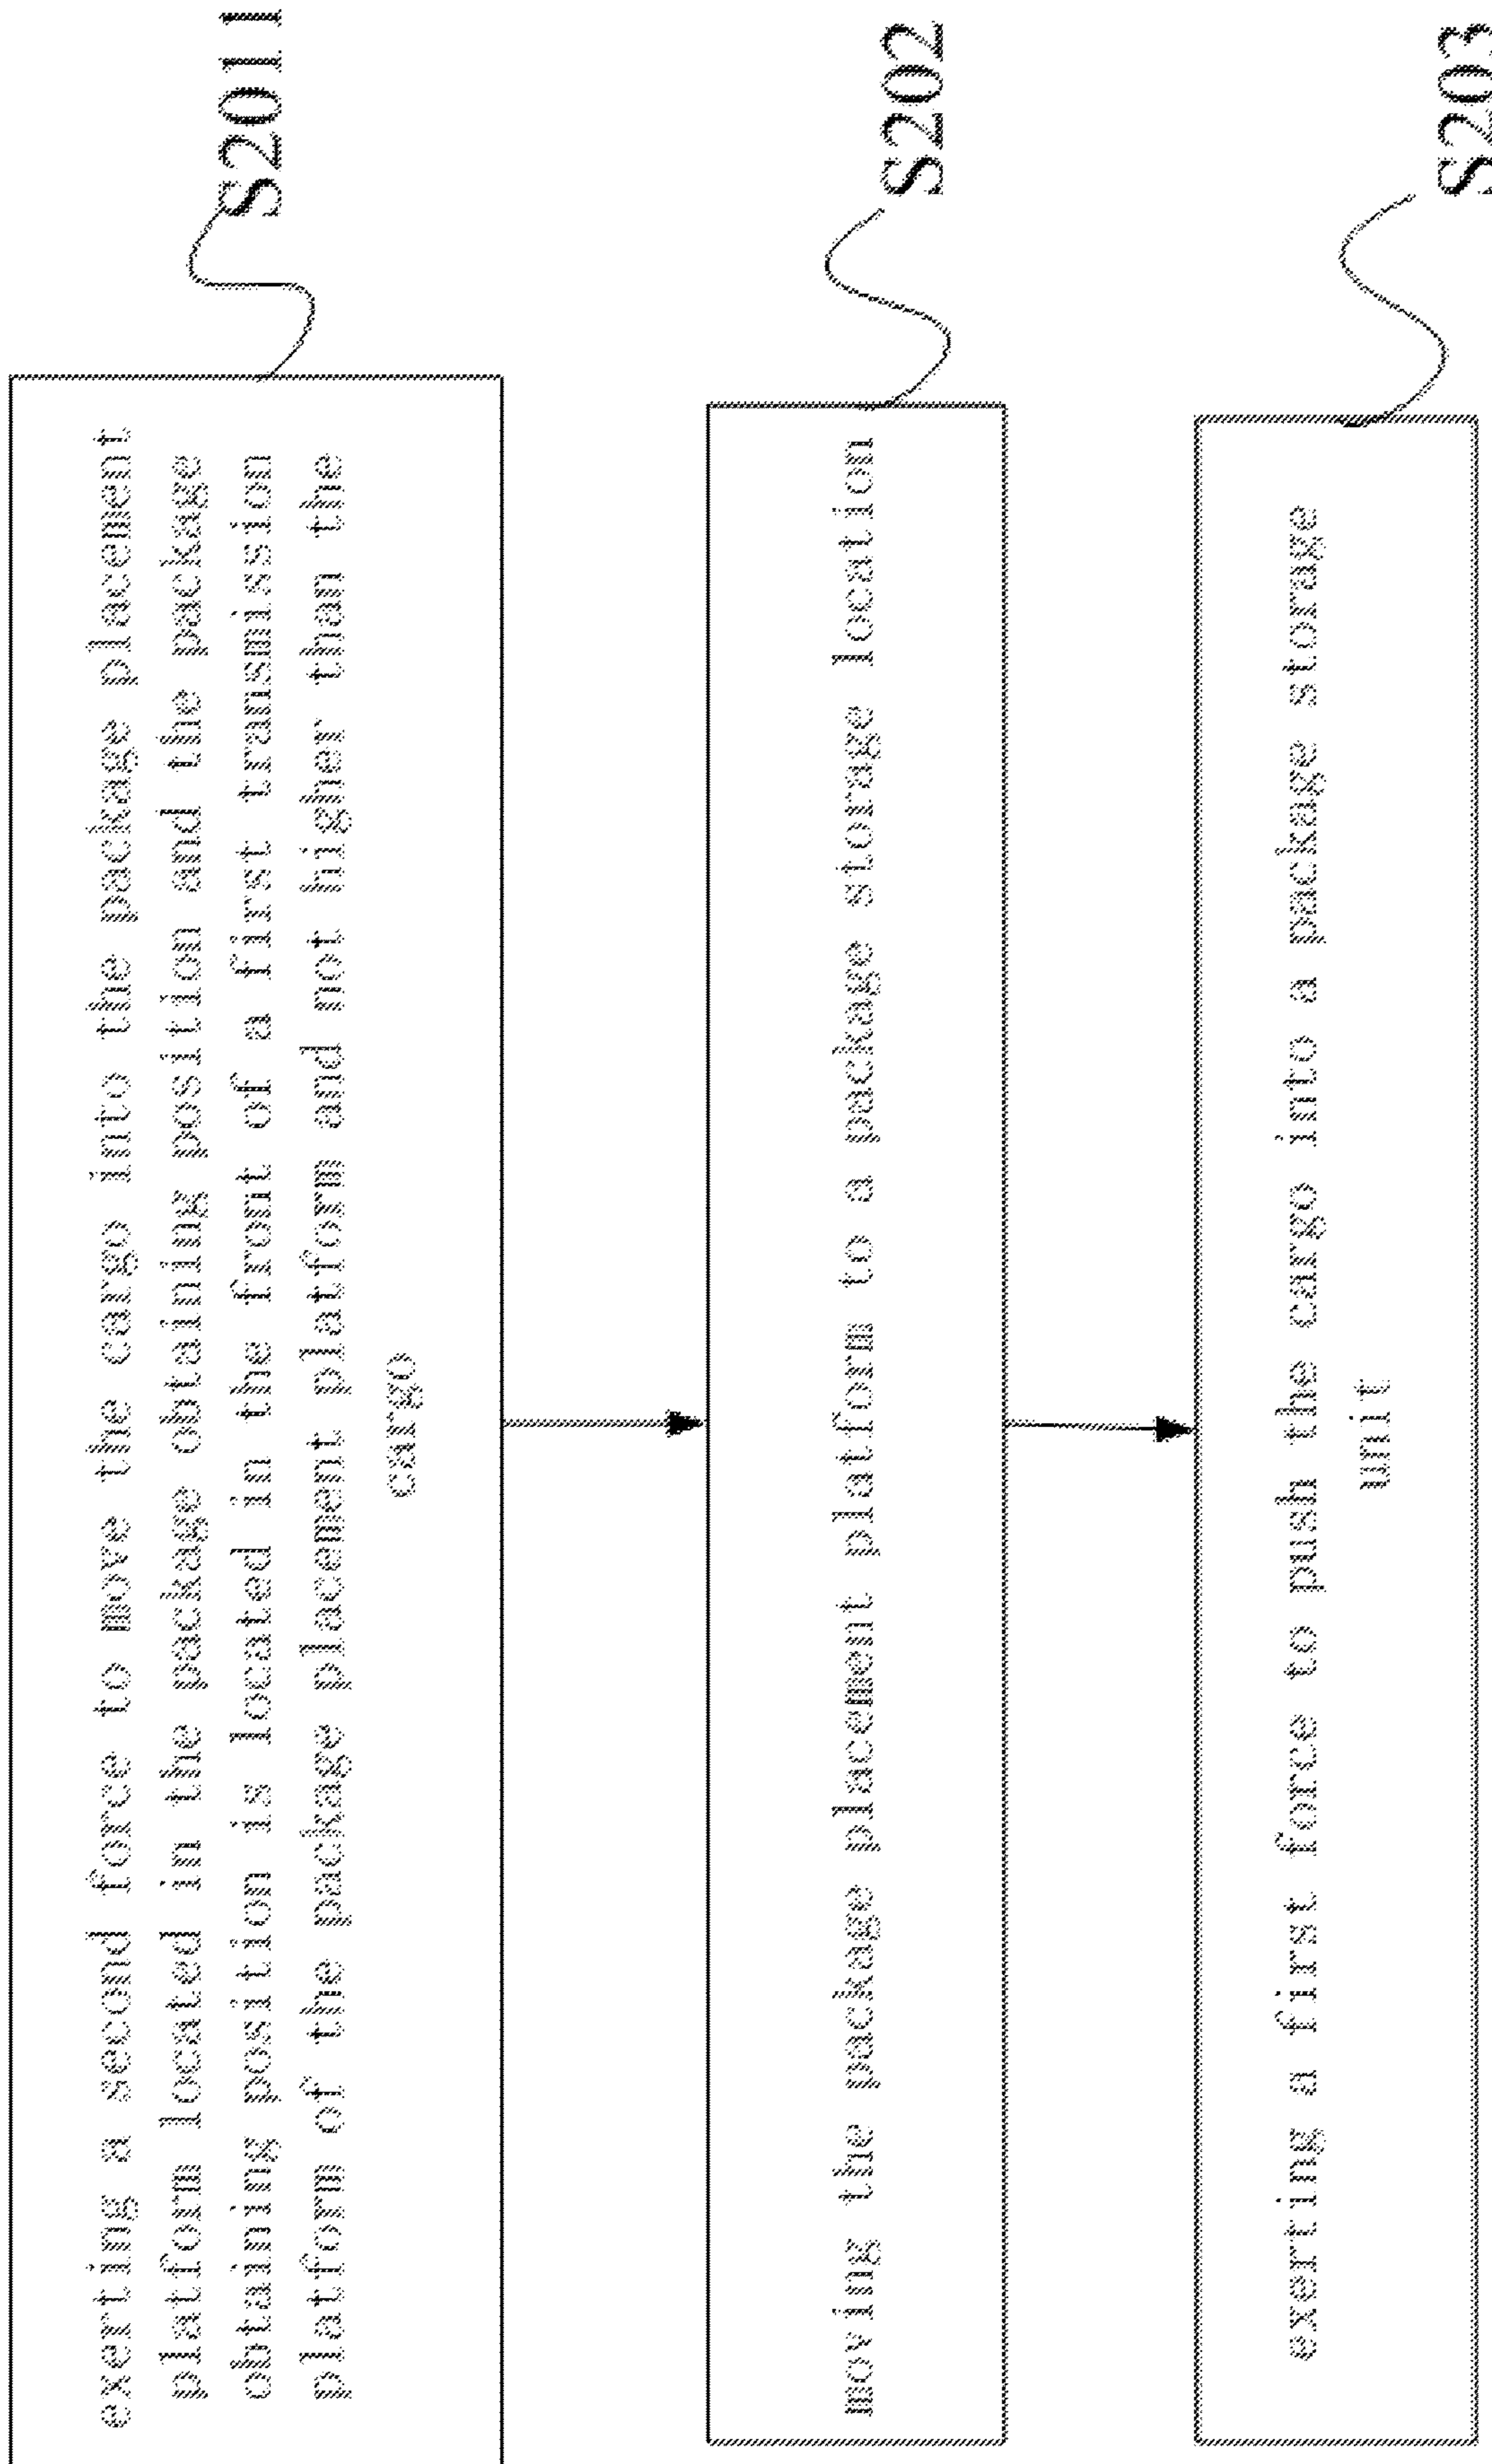 exerting a second force to move the cargo into the package placement
platform located in the package obtaining position and the package
obtaining position is located in the front of a first transmission
platform of the package placement platform and not higher than the
cargo
S2011
moving the package placement platform to a package storage location
S202
exerting a first force to push the cargo into a package storage
unit
S203